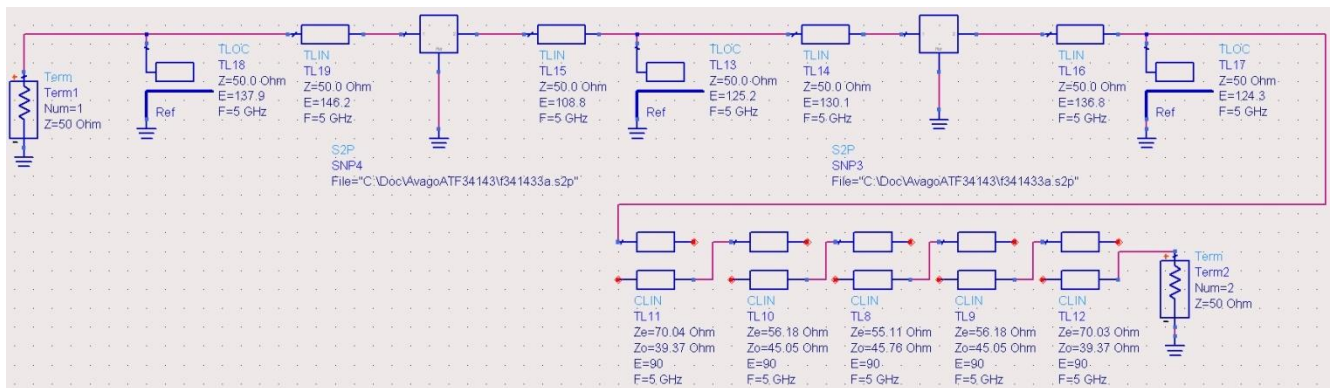 Term
Term1
Num=1
Z=50 Ohm
Ref
TLOC
TL18
Z=50.0 Ohm
E=137.9
F=5 GHz
TLIN
TL19
Z=50.0 Ohm
E=146.2
F=5 GHz
S2P
SNP4
File="C:\Doc\AvagoATF34143\f341433a.s2p"
TLIN
TL15
Z=50.0 Ohm
E=108.8
F=5 GHz
Ref
TLOC
TL13
Z=50.0 Ohm
E=125.2
F=5 GHz
TLIN
TL14
Z=50.0 Ohm
E=130.1
F=5 GHz
S2P
SNP3
File="C:\Doc\AvagoATF34143\f341433a.s2p"
TLIN
TL16
Z=50 Ohm
E=136.8
F=5 GHz
Ref
TLOC
TL17
Z=50 Ohm
E=124.3
F=5 GHz
CLIN
TL11
Ze=70.04 Ohm
Zo=39.37 Ohm
E=90
F=5 GHz
CLIN
TL10
Ze=56.18 Ohm
Zo=45.05 Ohm
E=90
F=5 GHz
CLIN
TL8
Ze=55.11 Ohm
Zo=45.76 Ohm
E=90
F=5 GHz
CLIN
TL9
Ze=56.18 Ohm
Zo=45.05 Ohm
E=90
F=5 GHz
CLIN
TL12
Ze=70.03 Ohm
Zo=39.37 Ohm
E=90
F=5 GHz
Term
Term2
Num=2
Z=50 Ohm